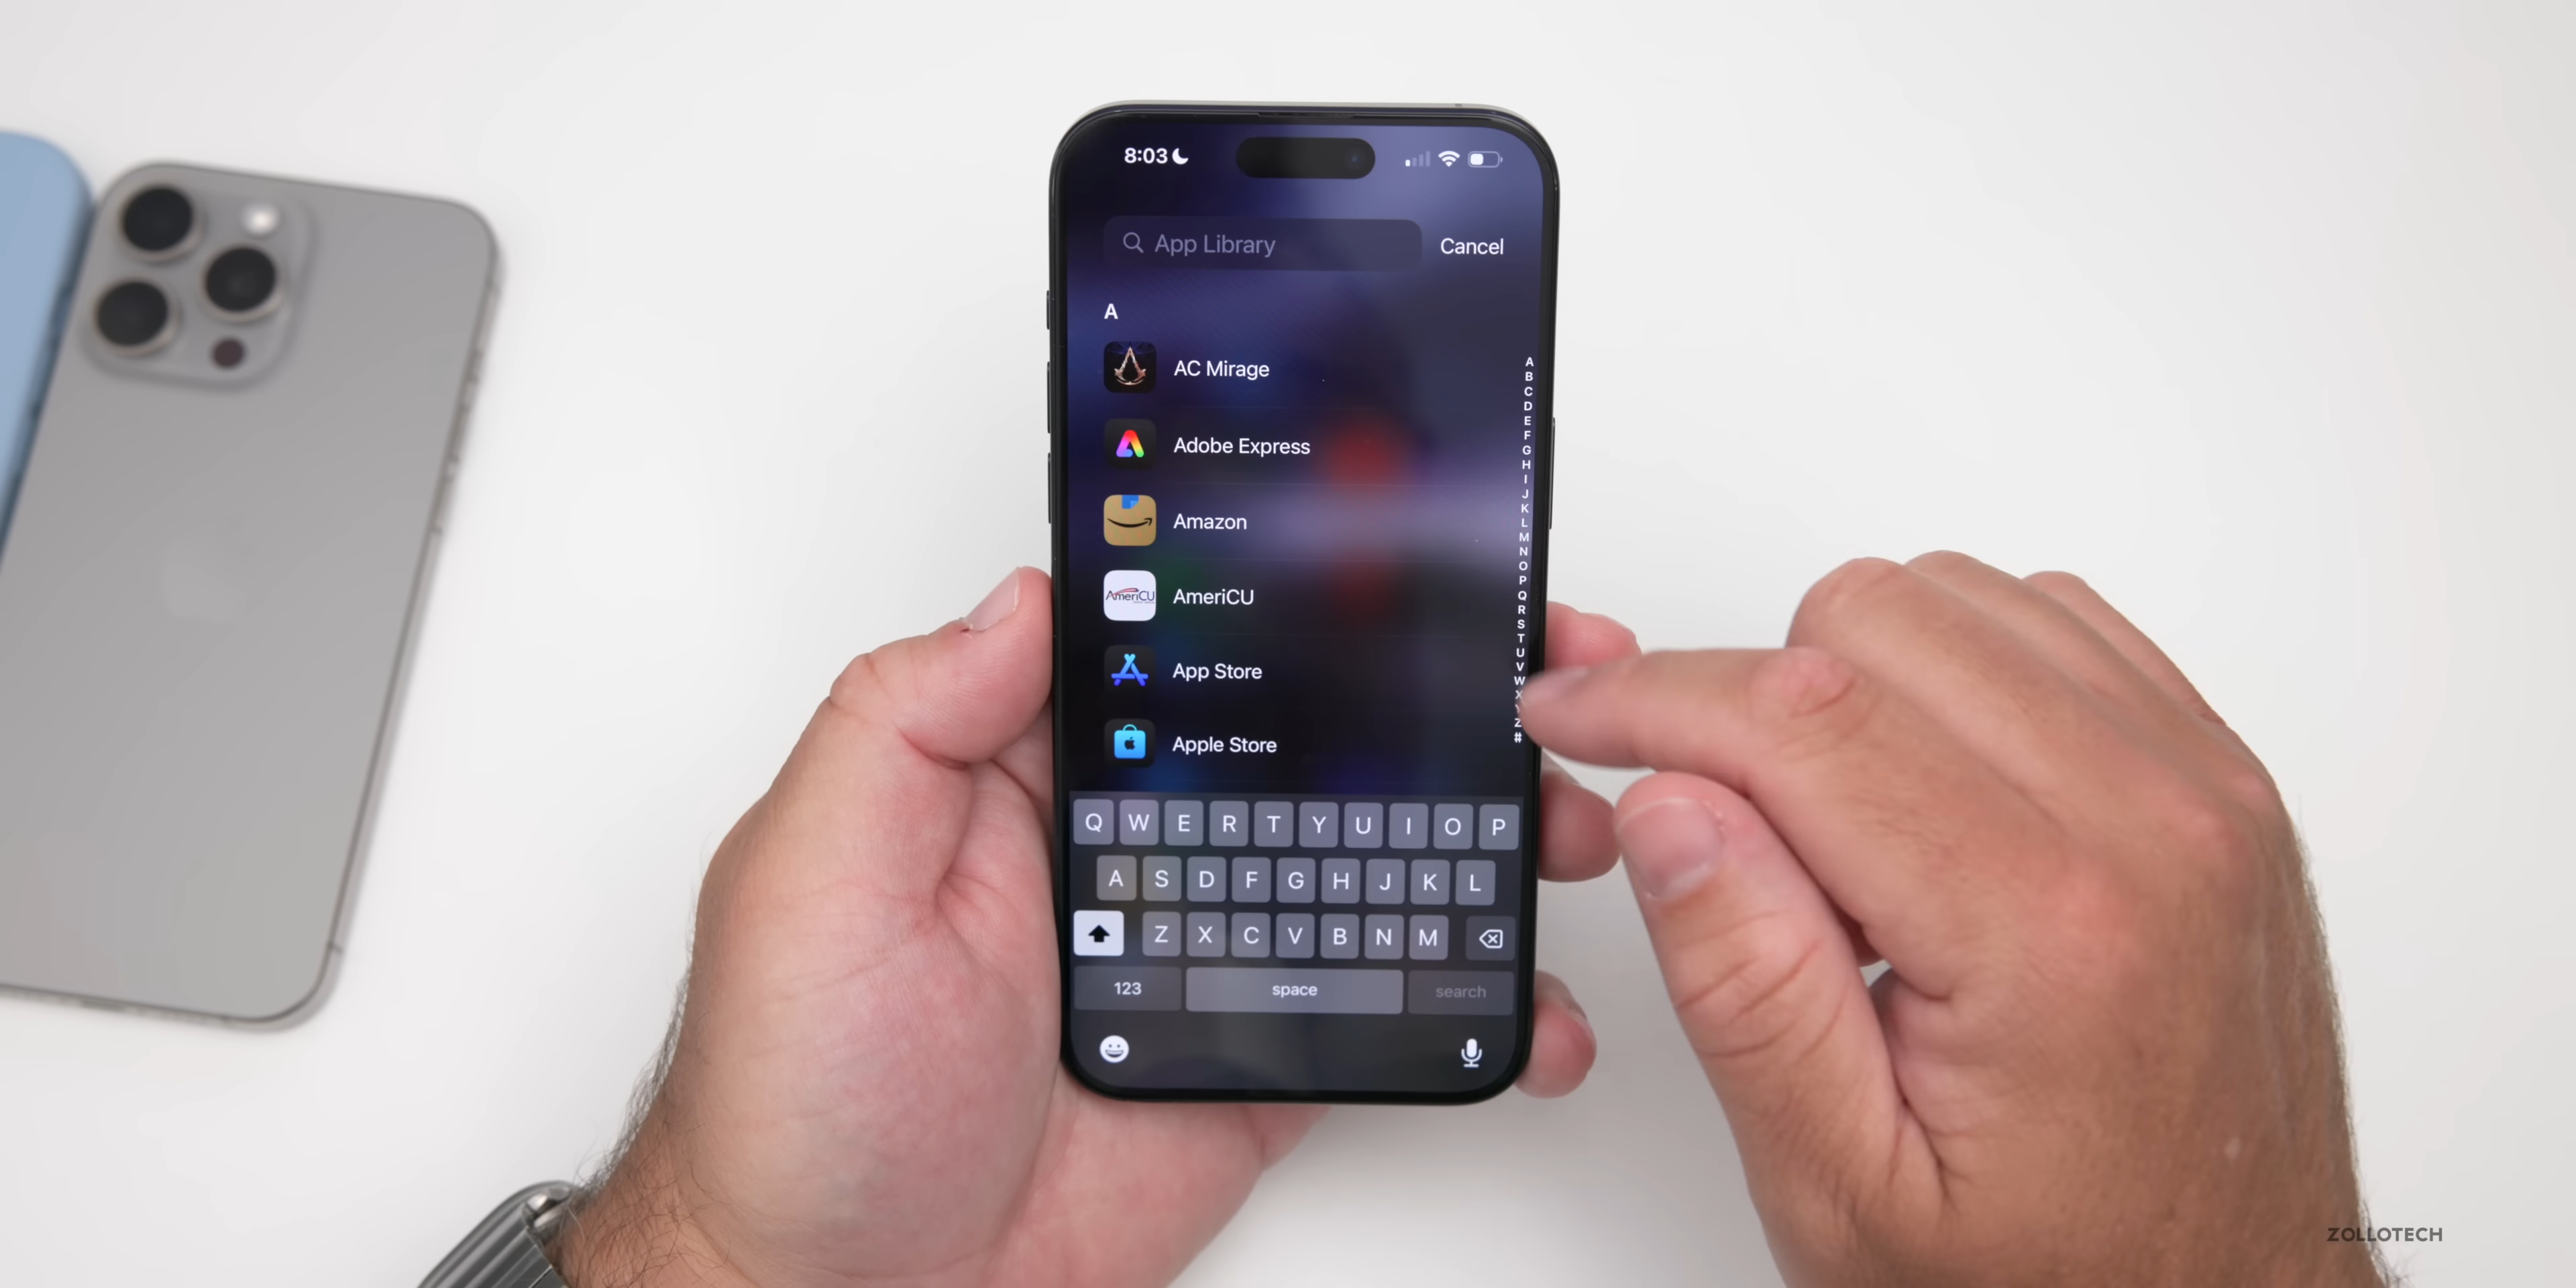 8:03
App Library
Cancel
A
AC Mirage
Adobe Express
Amazon
AmeriCU
AmeriCU
App Store
Apple Store
A
B
C
D
E
F
G
H
I
J
K
L
M
N
O
P
Q
R
S
T
U
V
W
X
Z
#
Q W E R T Y U I O P
A S D F G H J K L
Z X C V B N M
123 space search
ZOLLOTECH